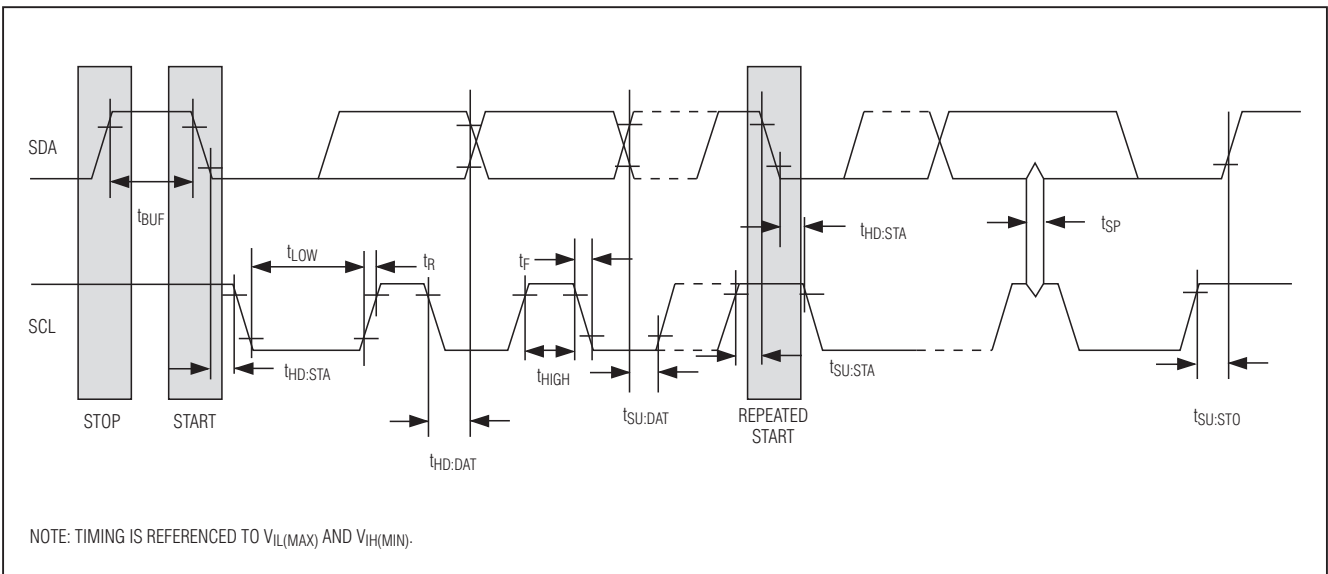 SDA
tBUF
tLOW
tR
tF
tHD:STA
tSP
SCL
tHD:STA
tHIGH
tSU:DAT
tSU:STA
tSU:STO
STOP
START
REPEATED
START
tHD:DAT
NOTE: TIMING IS REFERENCED TO VIL(MAX) AND VIH(MIN).